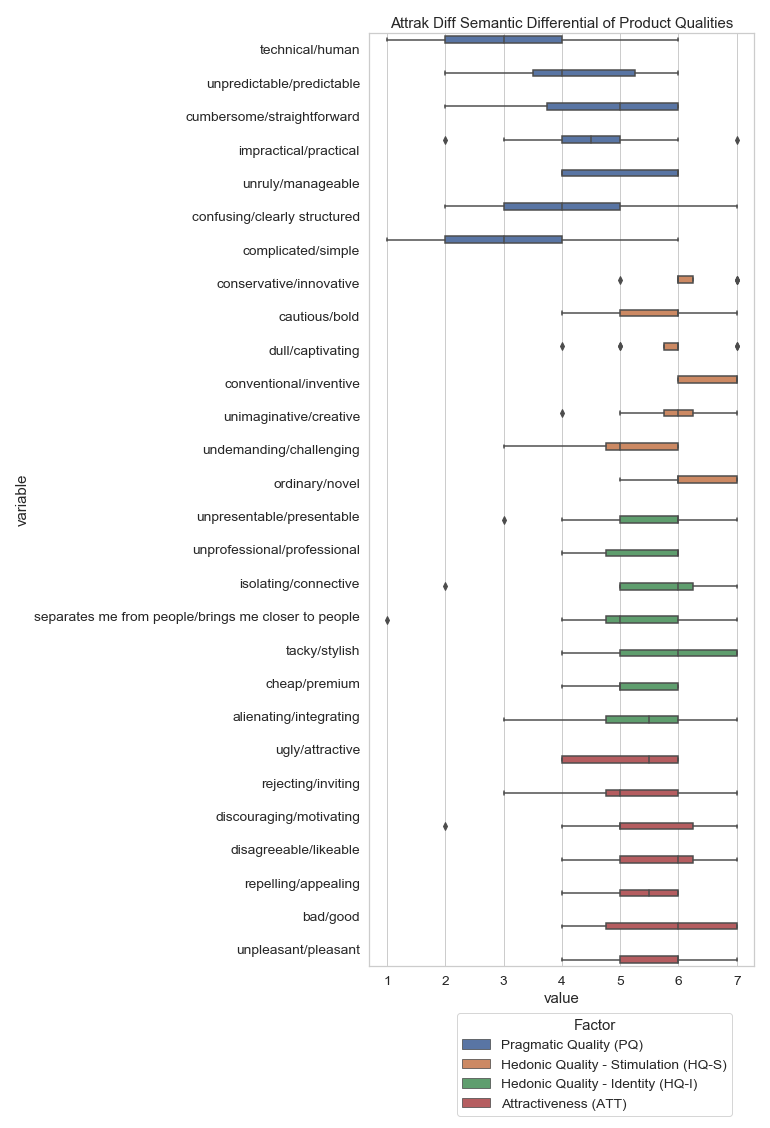 Attrak Diff Semantic Differential of Product Qualities
technical/human
unpredictable/predictable
cumbersome/straightforward
impractical/practical
unruly/manageable
confusing/clearly structured
complicated/simple
conservative/innovative
cautious/bold
dull/captivating
conventional/inventive
unimaginative/creative
undemanding/challenging
ordinary/novel
unpresentable/presentable
unprofessional/professional
isolating/connective
separates me from people/brings me closer to people
tacky/stylish
cheap/premium
alienating/integrating
ugly/attractive
rejecting/inviting
discouraging/motivating
disagreeable/likeable
repelling/appealing
bad/good
unpleasant/pleasant
variable
1 2 3 4 5 6 7
value
Factor
Pragmatic Quality (PQ)
Hedonic Quality - Stimulation (HQ-S)
Hedonic Quality - Identity (HQ-I)
Attractiveness (ATT)